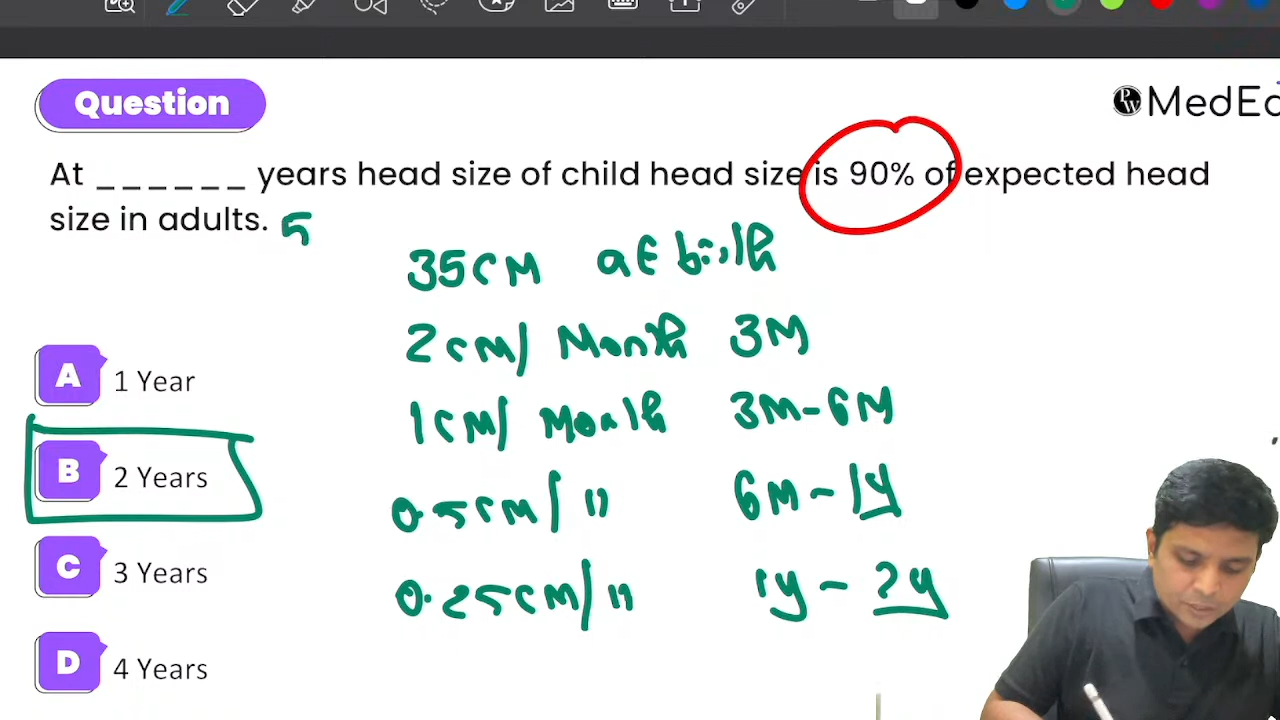 Question
MedEd
At ______ years head size of child head size is 90% of expected head
size in adults. 5
35cm at birth
2cm/ Month 3M
1cm/ Month 3M-6M
0.5cm/ " 6M-1y
0.25cm/ " 1y-2y
A 1 Year
B 2 Years
C 3 Years
D 4 Years